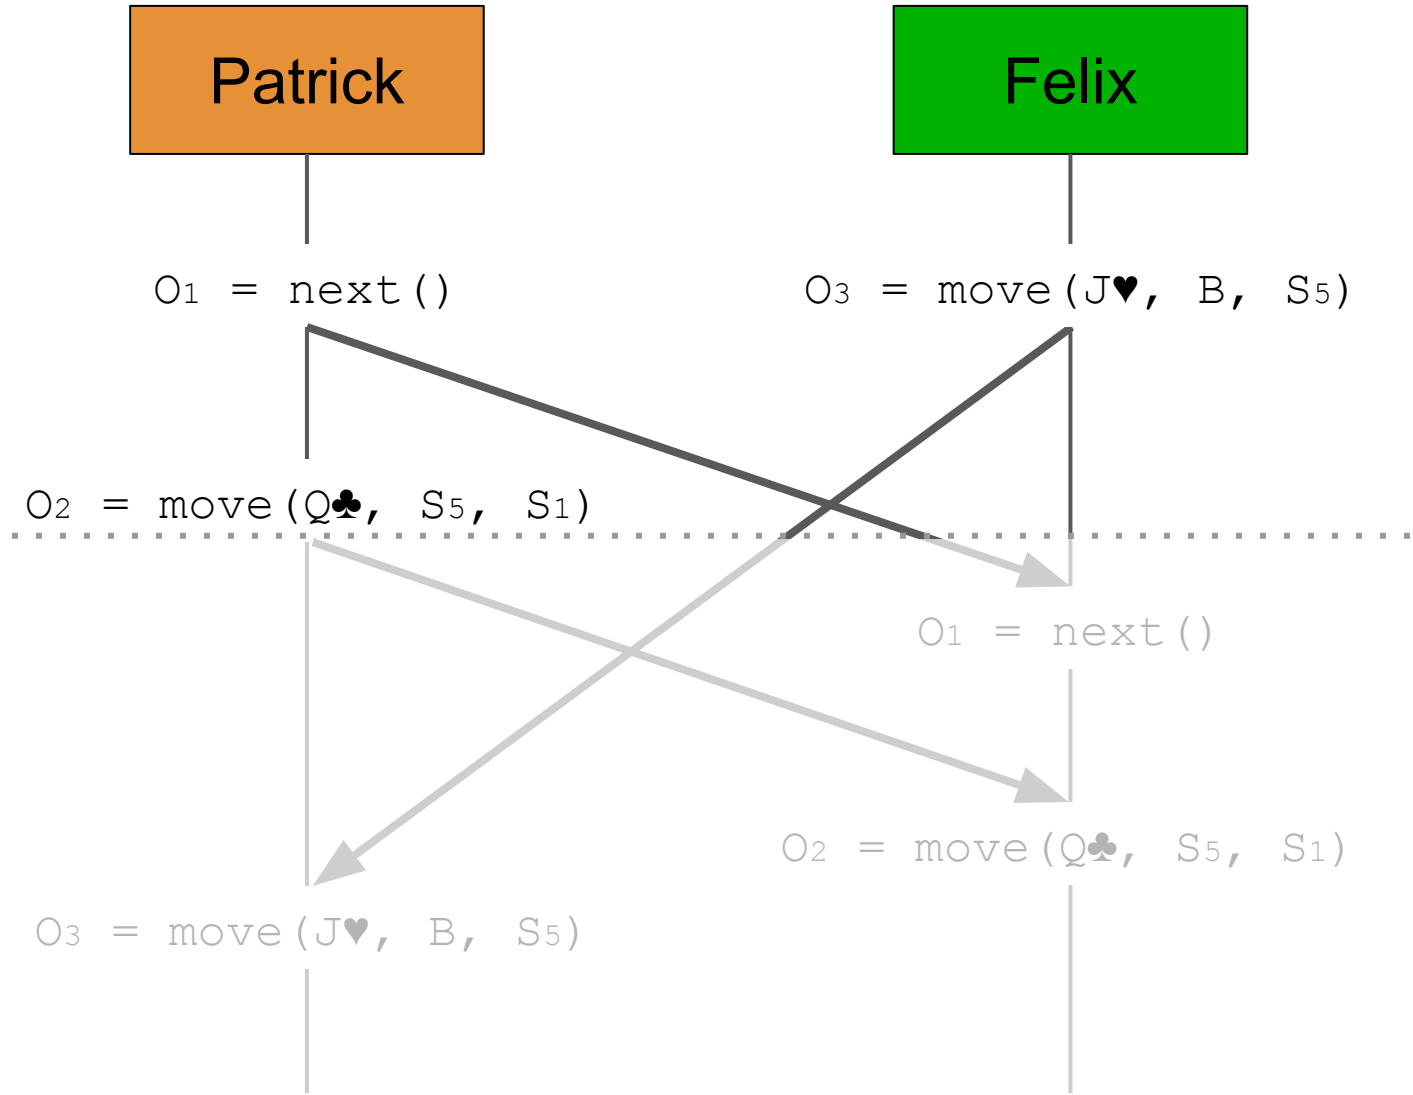 Patrick
Felix
O₁ = next()
O₃ = move(J♥, B, S₅)
O₂ = move(Q♣, S₅, S₁)
O₁ = next()
O₂ = move(Q♣, S₅, S₁)
O₃ = move(J♥, B, S₅)